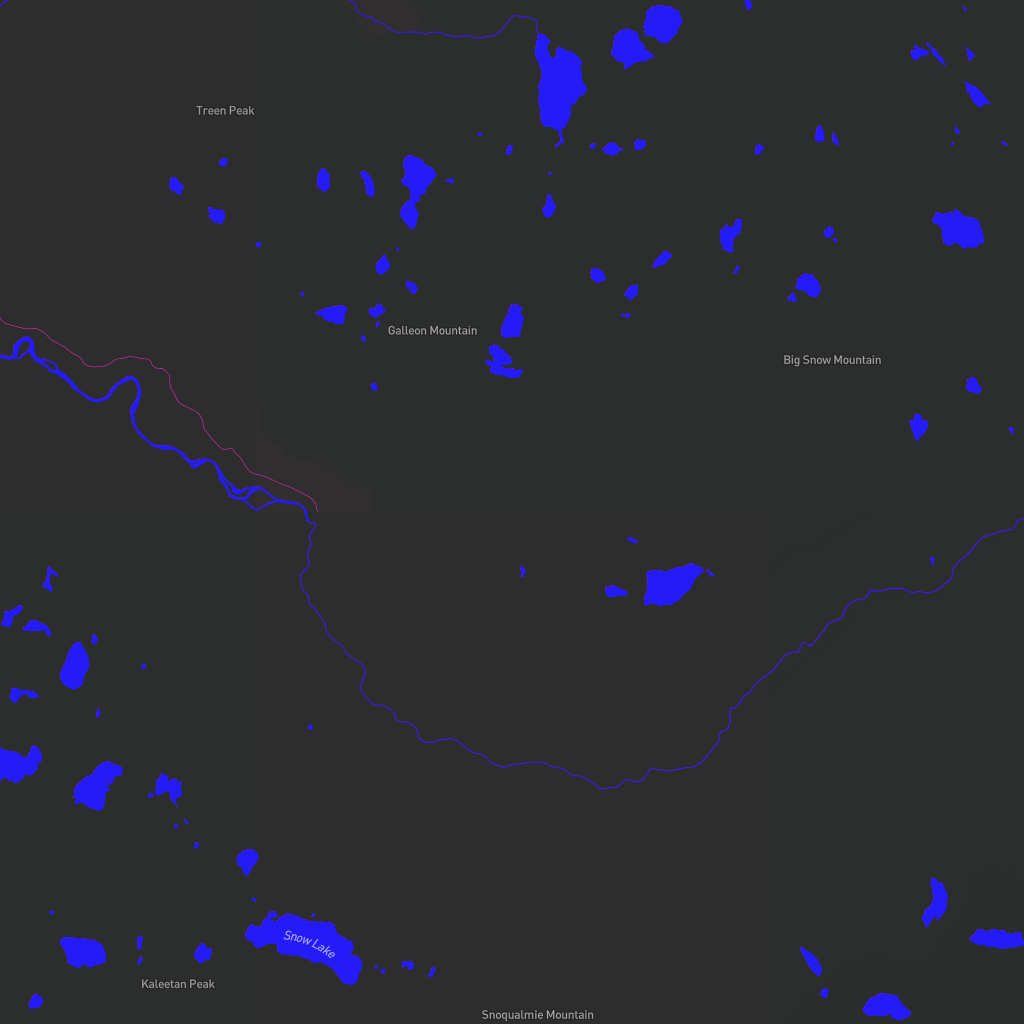 Treen Peak
Galleon Mountain
Big Snow Mountain
Snow Lake
Kaleetan Peak
Snoqualmie Mountain